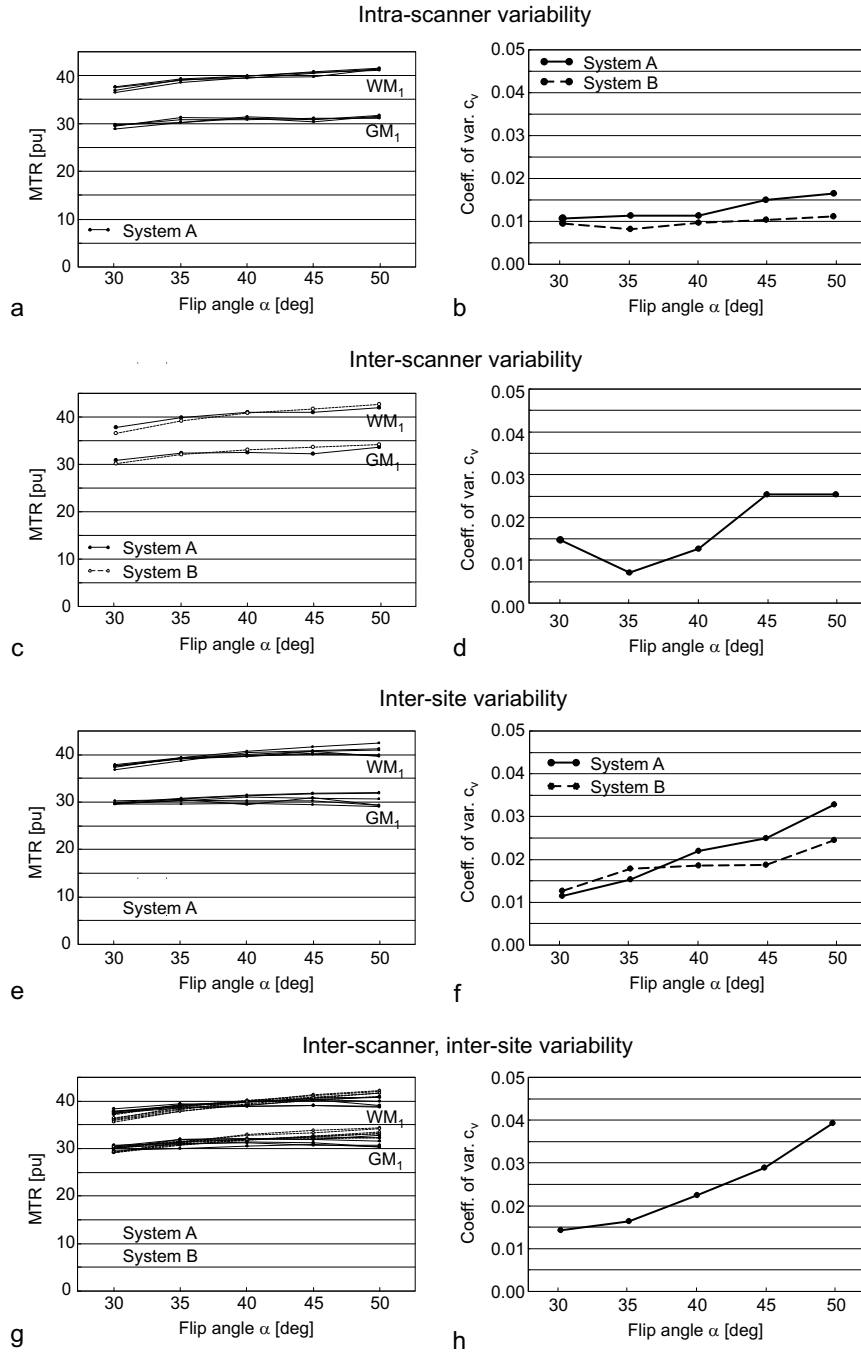 Intra-scanner variability
MTR [pu]
40
30
20
10
0
WM1
GM1
System A
30 35 40 45 50
Flip angle α [deg]
a
Coeff. of var. cv
0.05
0.04
0.03
0.02
0.01
0.00
System A
System B
30 35 40 45 50
Flip angle α [deg]
b
Inter-scanner variability
MTR [pu]
40
30
20
10
0
WM1
GM1
System A
System B
30 35 40 45 50
Flip angle α [deg]
c
Coeff. of var. cv
0.05
0.04
0.03
0.02
0.01
0.00
30 35 40 45 50
Flip angle α [deg]
d
Inter-site variability
MTR [pu]
40
30
20
10
0
WM1
GM1
System A
30 35 40 45 50
Flip angle α [deg]
e
Coeff. of var. cv
0.05
0.04
0.03
0.02
0.01
0.00
System A
System B
30 35 40 45 50
Flip angle α [deg]
f
Inter-scanner, inter-site variability
MTR [pu]
40
30
20
10
0
WM1
GM1
System A
System B
30 35 40 45 50
Flip angle α [deg]
g
Coeff. of var. cv
0.05
0.04
0.03
0.02
0.01
0.00
30 35 40 45 50
Flip angle α [deg]
h